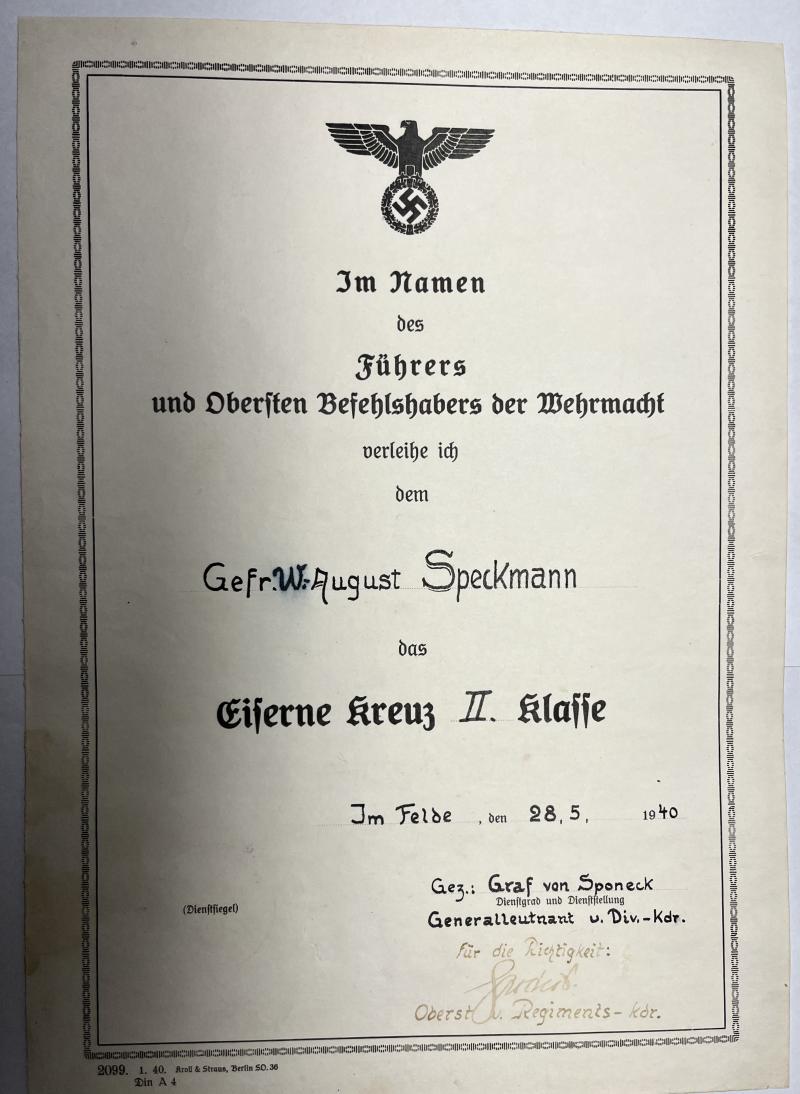 Im Namen
des
Führers
und Obersten Befehlshabers der Wehrmacht
verleihe ich
dem
Gefr. W. August Speckmann
das
Eiserne Kreuz II. Klasse
Im Felde, den 28, 5, 1940
Gez.: Graf von Sponeck
Dienstgrad und Dienststellung
(Dienstsiegel)
Generalleutnant u. Div.-Kdr.
für die Richtigkeit:
Oberst u. Regiments-kdr.
2099. 1. 40. Kroll & Straus, Berlin SO. 36
Din A 4